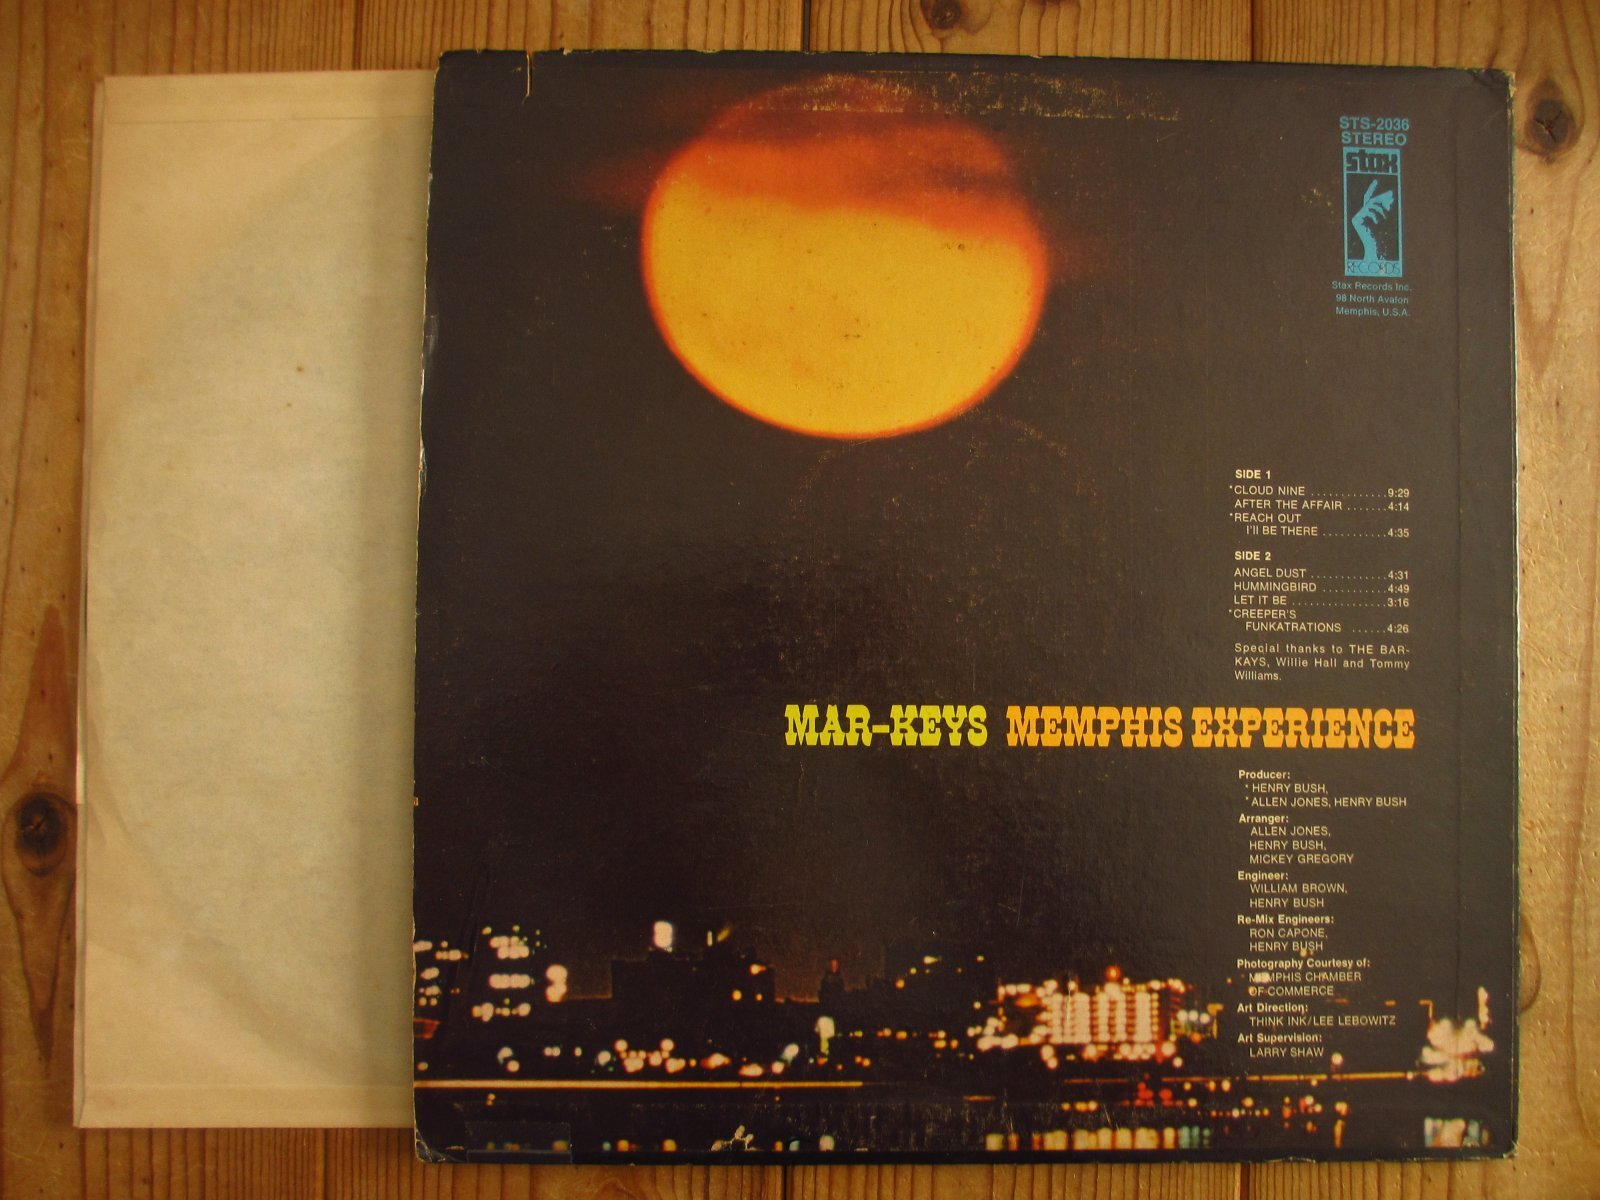 STS-2036
STEREO
stax
RECORDS
Stax Records Inc.
98 North Avalon
Memphis, U.S.A.
SIDE 1
*CLOUD NINE .............9:29
AFTER THE AFFAIR .......4:14
*REACH OUT
I'll BE THERE ...........4:35
SIDE 2
ANGEL DUST .............4:31
HUMMINGBIRD ..........4:49
LET IT BE ................3:16
*CREEPER'S
FUNKATRATIONS ......4:26
Special thanks to THE BAR-
KAYS, Willie Hall and Tommy
Williams.
MAR-KEYS MEMPHIS EXPERIENCE
Producer:
* HENRY BUSH,
* ALLEN JONES, HENRY BUSH
Arranger:
ALLEN JONES,
HENRY BUSH,
MICKEY GREGORY
Engineer:
WILLIAM BROWN,
HENRY BUSH
Re-Mix Engineers:
RON CAPONE,
HENRY BUSH
Photography Courtesy of:
MEMPHIS CHAMBER
OF COMMERCE
Art Direction:
THINK INK/LEE LEBOWITZ
Art Supervision:
LARRY SHAW